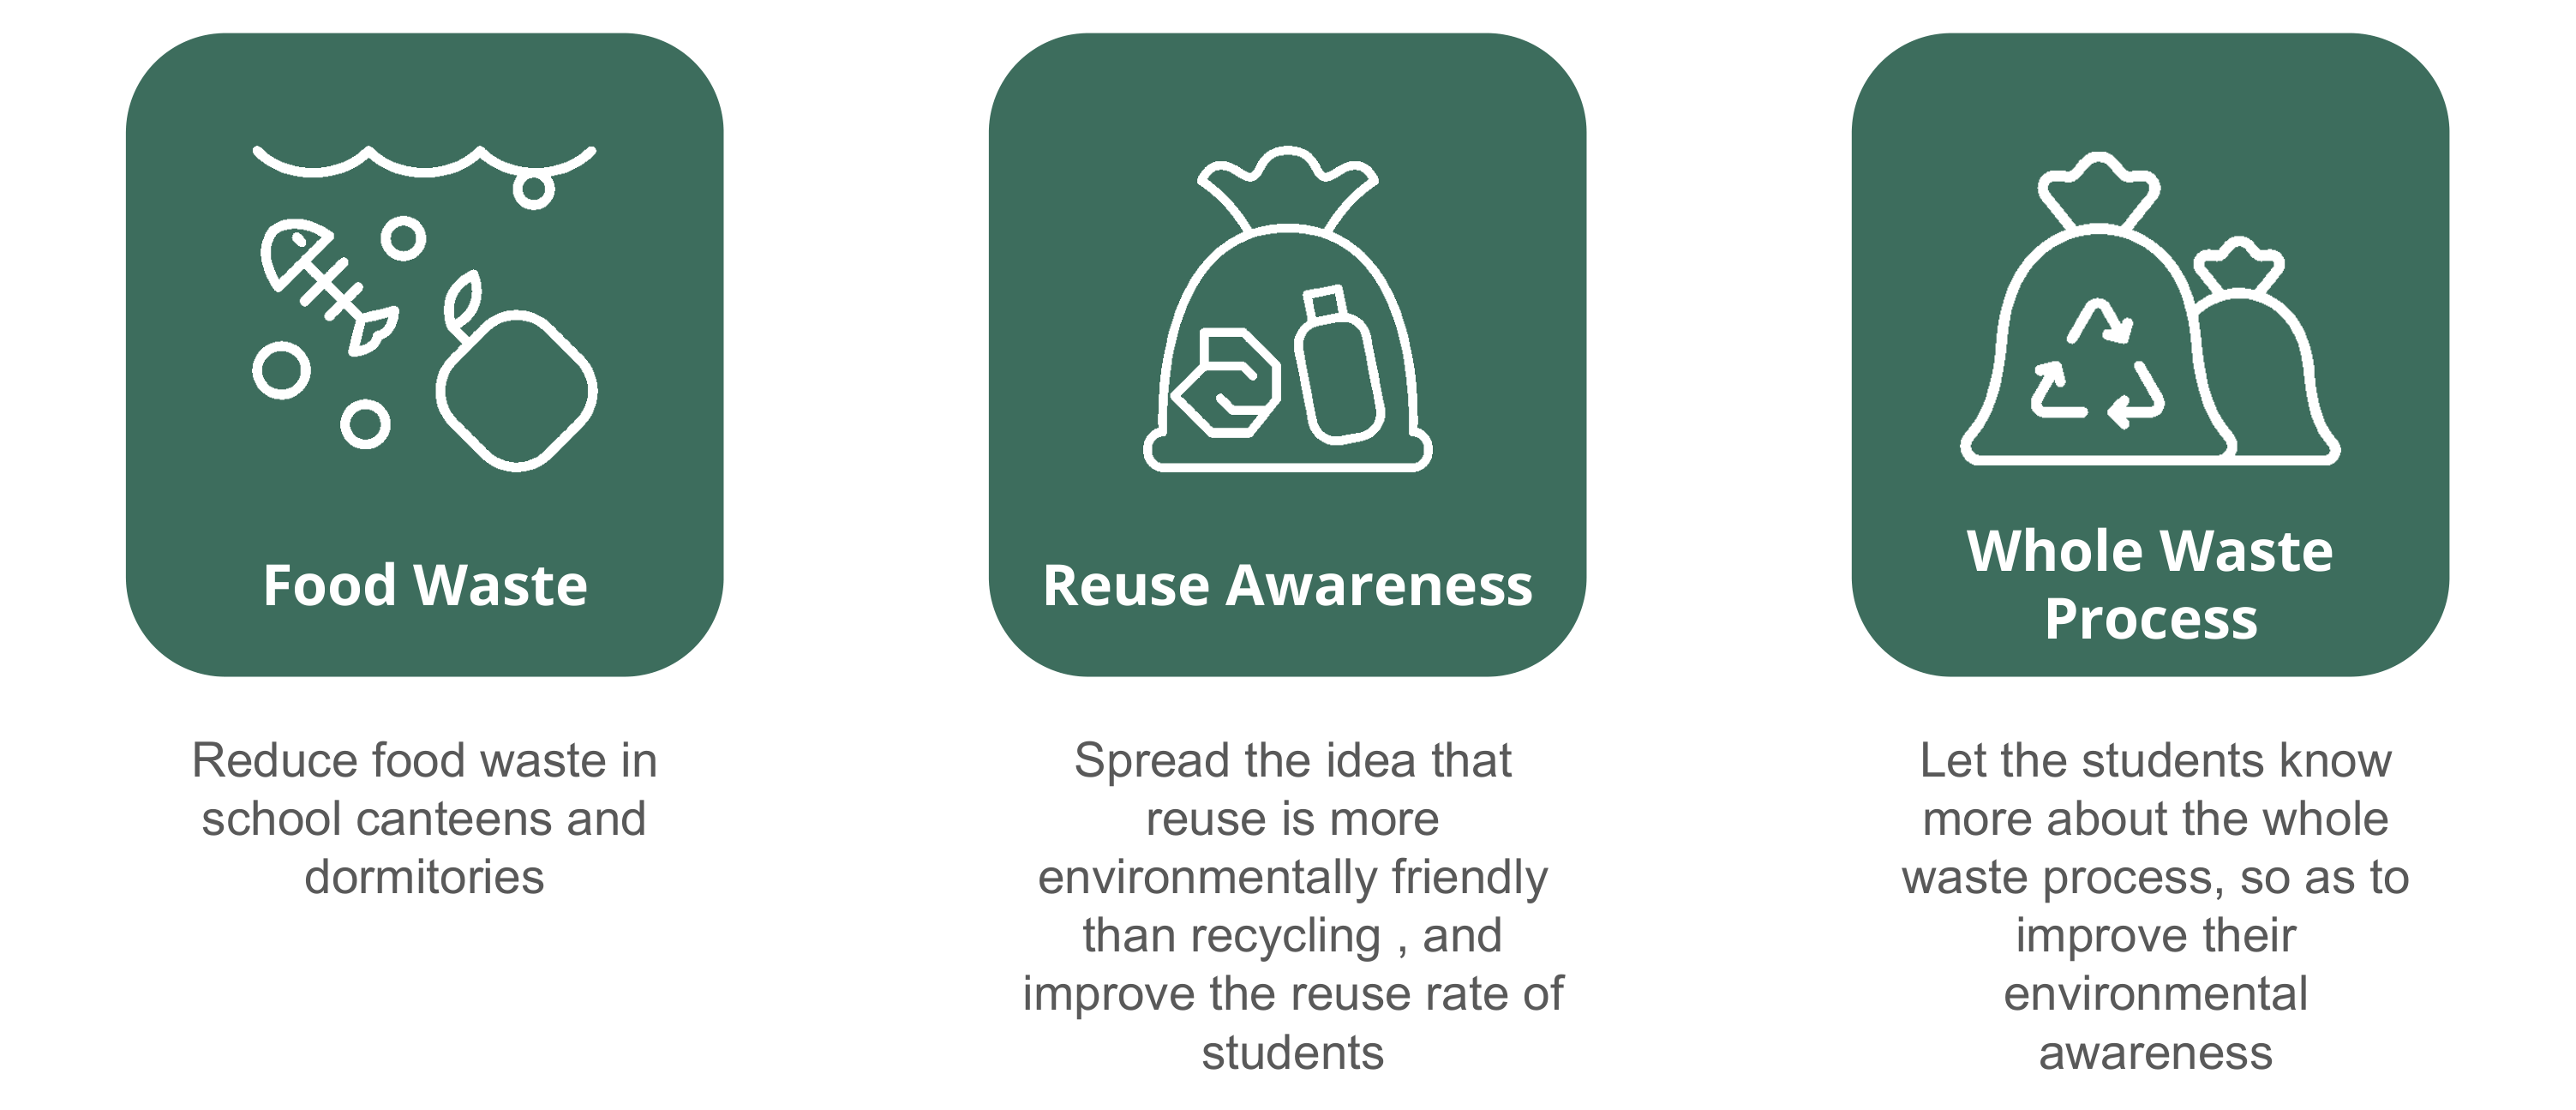 Food Waste
Reduce food waste in
school canteens and
dormitories
Reuse Awareness
Spread the idea that
reuse is more
environmentally friendly
than recycling , and
improve the reuse rate of
students
Whole Waste
Process
Let the students know
more about the whole
waste process, so as to
improve their
environmental
awareness